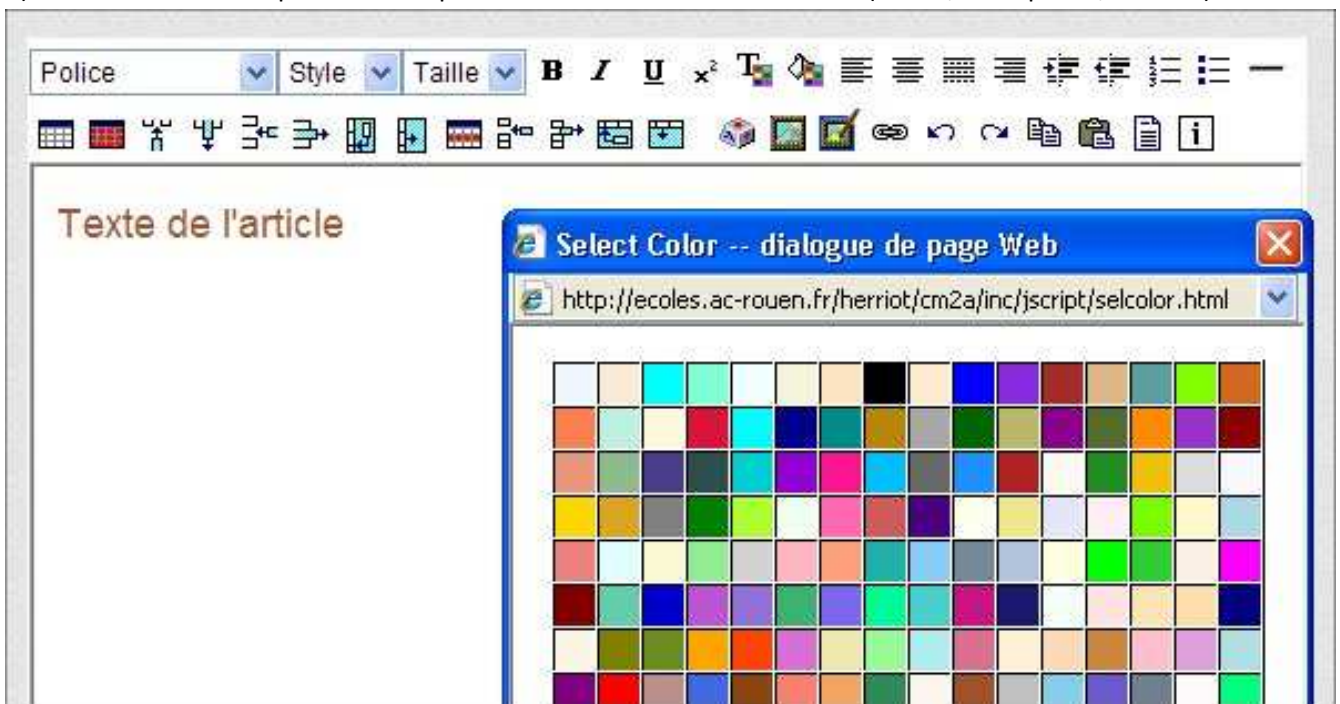 Police Style Taille B I U x²
Texte de l'article
Select Color -- dialogue de page Web
http://ecoles.ac-rouen.fr/herriot/cm2a/inc/jscript/selcolor.html